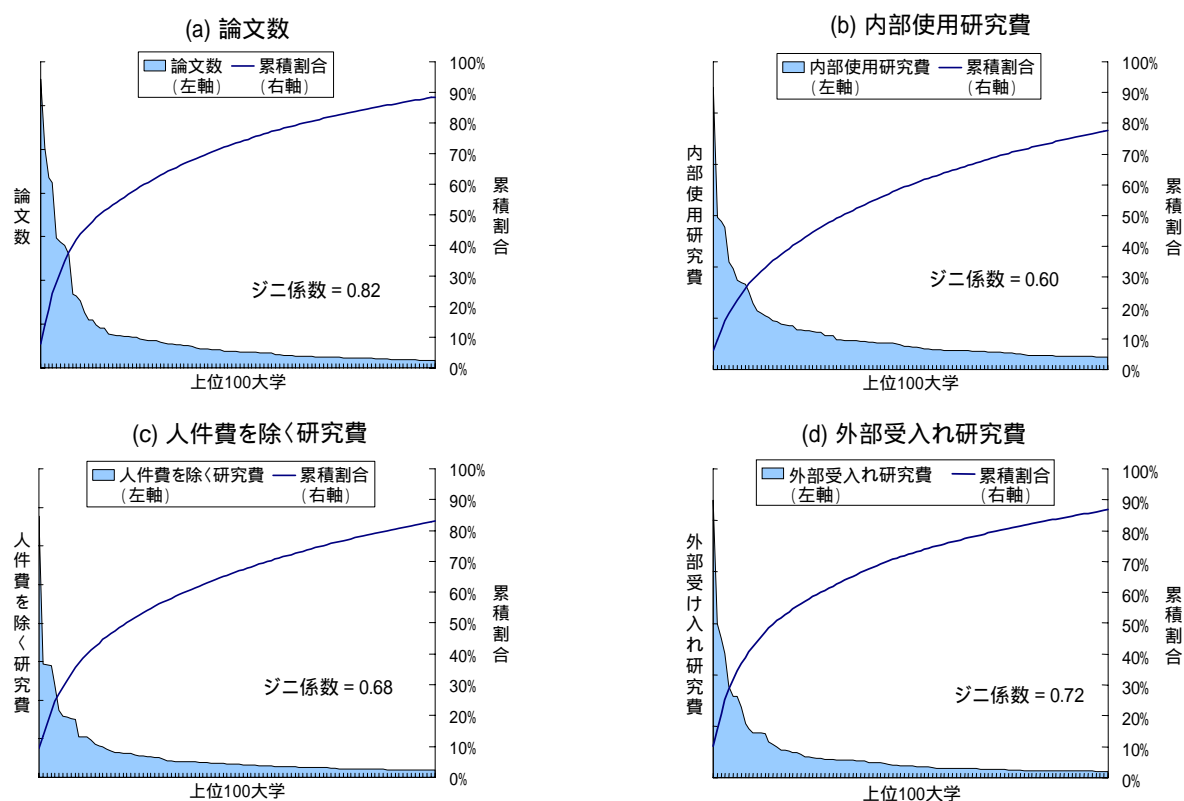 (a) 論文数
論文数 累積割合
(左軸) (右軸)
論文数
累積割合
100%
90%
80%
70%
60%
50%
40%
30%
20%
10%
0%
ジニ係数 = 0.82
上位100大学
(b) 内部使用研究費
内部使用研究費 累積割合
(左軸) (右軸)
内部使用研究費
累積割合
100%
90%
80%
70%
60%
50%
40%
30%
20%
10%
0%
ジニ係数 = 0.60
上位100大学
(c) 人件費を除く研究費
人件費を除く研究費 累積割合
(左軸) (右軸)
人件費を除く研究費
累積割合
100%
90%
80%
70%
60%
50%
40%
30%
20%
10%
0%
ジニ係数 = 0.68
上位100大学
(d) 外部受入れ研究費
外部受入れ研究費 累積割合
(左軸) (右軸)
外部受け入れ研究費
累積割合
100%
90%
80%
70%
60%
50%
40%
30%
20%
10%
0%
ジニ係数 = 0.72
上位100大学